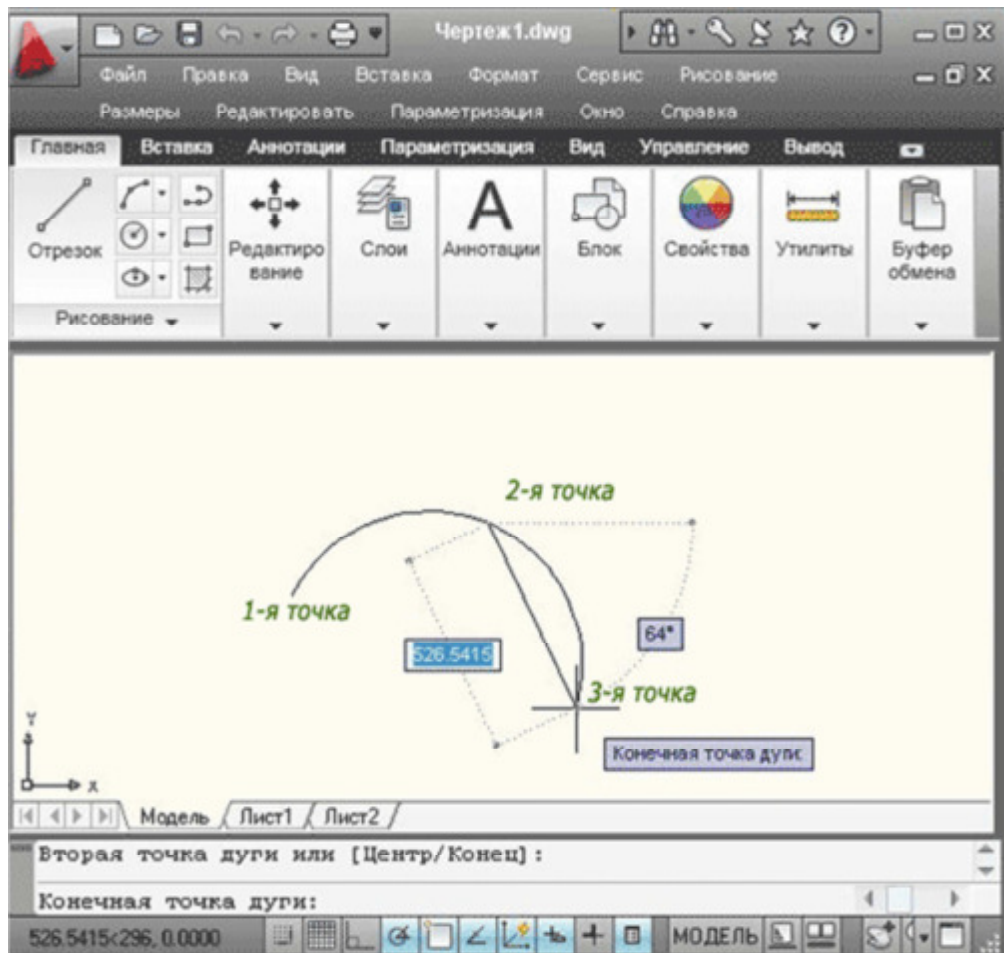 Чертеж1.dwg
Файл Правка Вид Вставка Формат Сервис Рисование
Размеры Редактировать Параметризация Окно Справка
Главная Вставка Аннотации Параметризация Вид Управление Вывод
Отрезок
Редактиро
вание
Слои
Аннотации
Блок
Свойства
Утилиты
Буфер
обмена
Рисование
2-я точка
1-я точка
526.5415
64°
3-я точка
Конечная точка дуги:
Y
X
Модель Лист1 Лист2
Вторая точка дуги или [Центр/Конец]:
Конечная точка дуги:
526.5415<296, 0.0000
МОДЕЛЬ